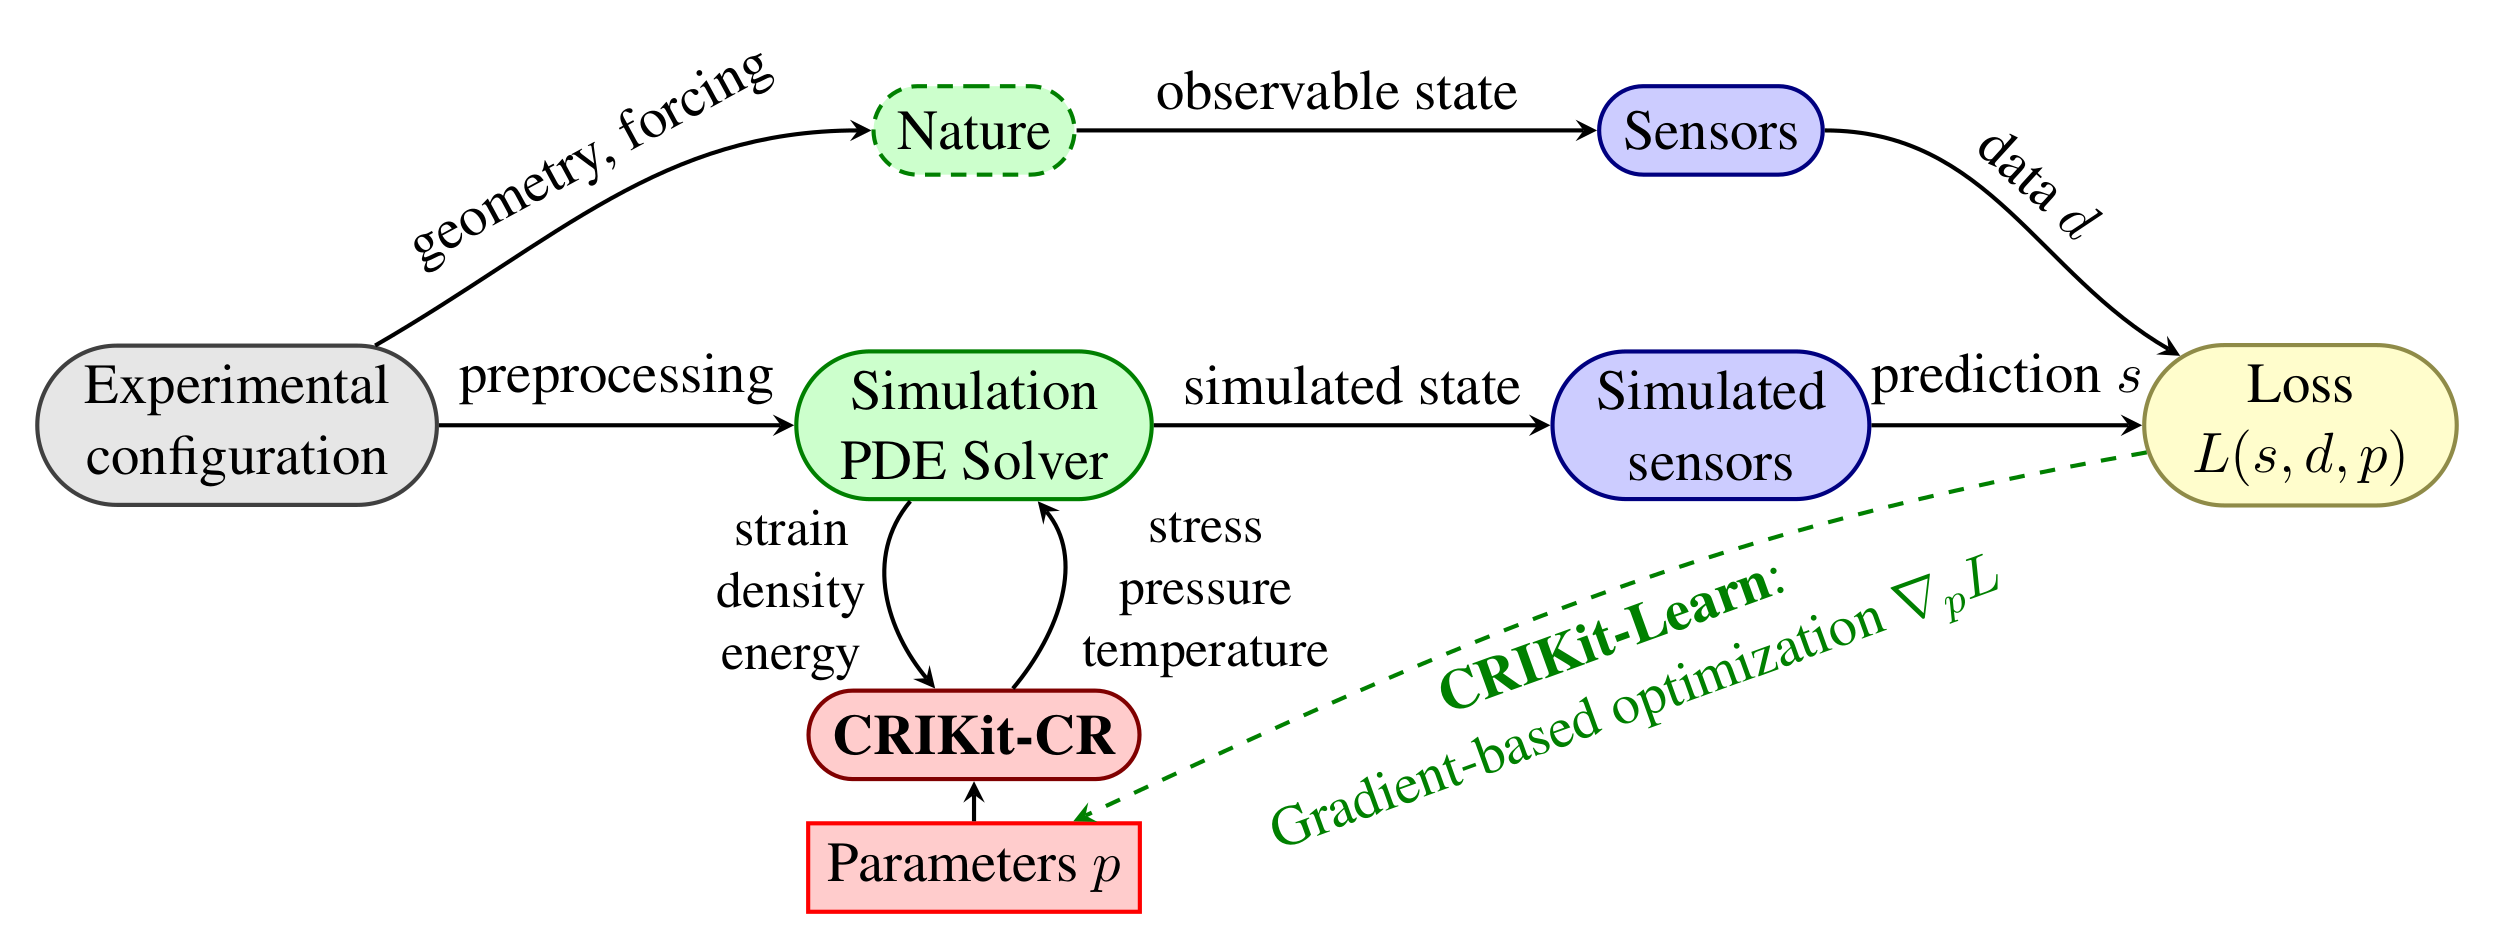 geometry, forcing
Nature
observable state
Sensors
data d
Experimental
configuration
preprocessing
Simulation
PDE Solver
simulated state
Simulated
sensors
prediction s
Loss
L(s, d, p)
strain
density
energy
stress
pressure
temperature
CRIKit-CR
Parameters p
CRIKit-Learn:
Gradient-based optimization ∇ₚL